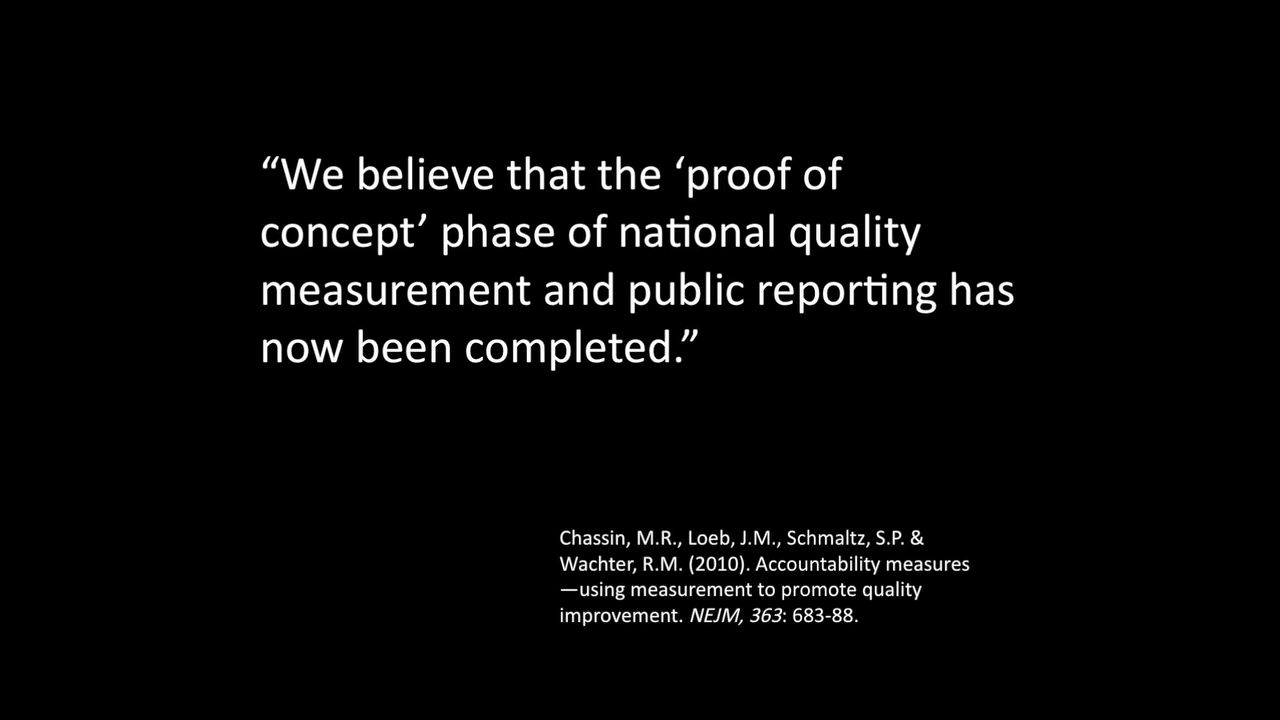 “We believe that the ‘proof of
concept’ phase of national quality
measurement and public reporting has
now been completed.”
Chassin, M.R., Loeb, J.M., Schmaltz, S.P. &
Wachter, R.M. (2010). Accountability measures
—using measurement to promote quality
improvement. NEJM, 363: 683-88.